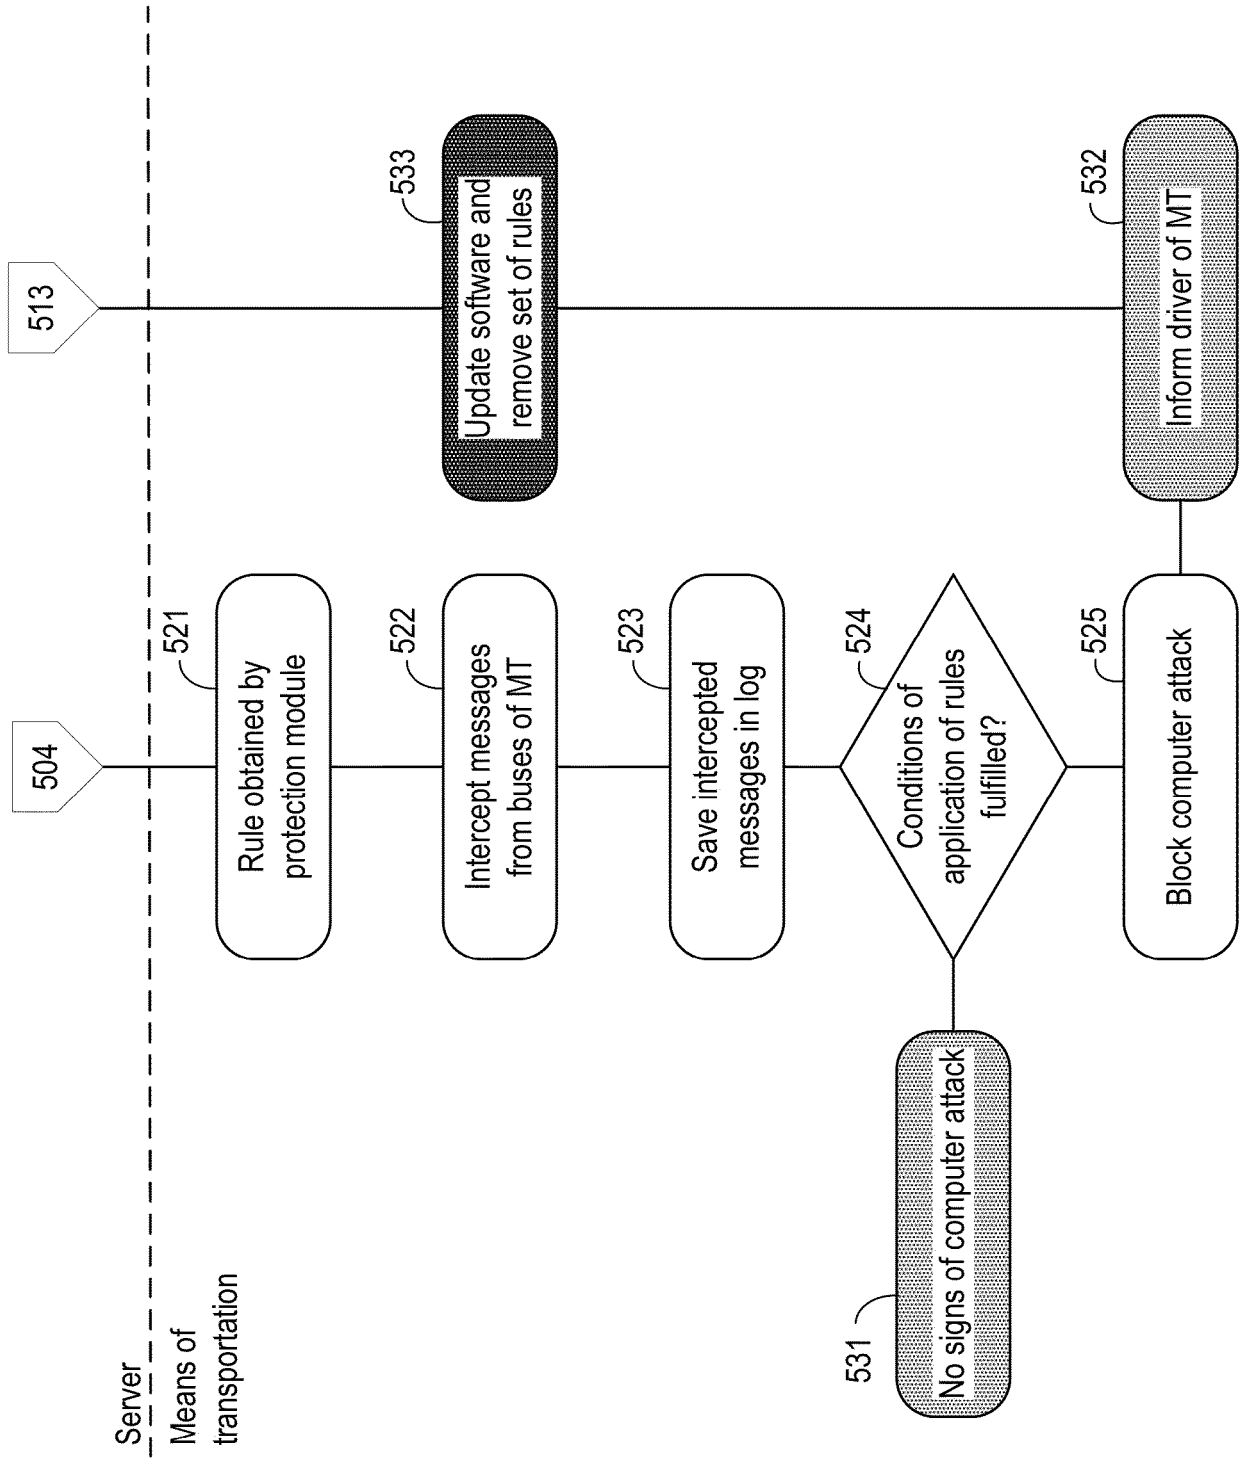 Server
Means of
transportation
504
513
521
Rule obtained by
protection module
522
Intercept messages
from buses of MT
533
Update software and
remove set of rules
523
Save intercepted
messages in log
524
Conditions of
application of rules
fulfilled?
531
No signs of computer attack
525
Block computer attack
532
Inform driver of MT